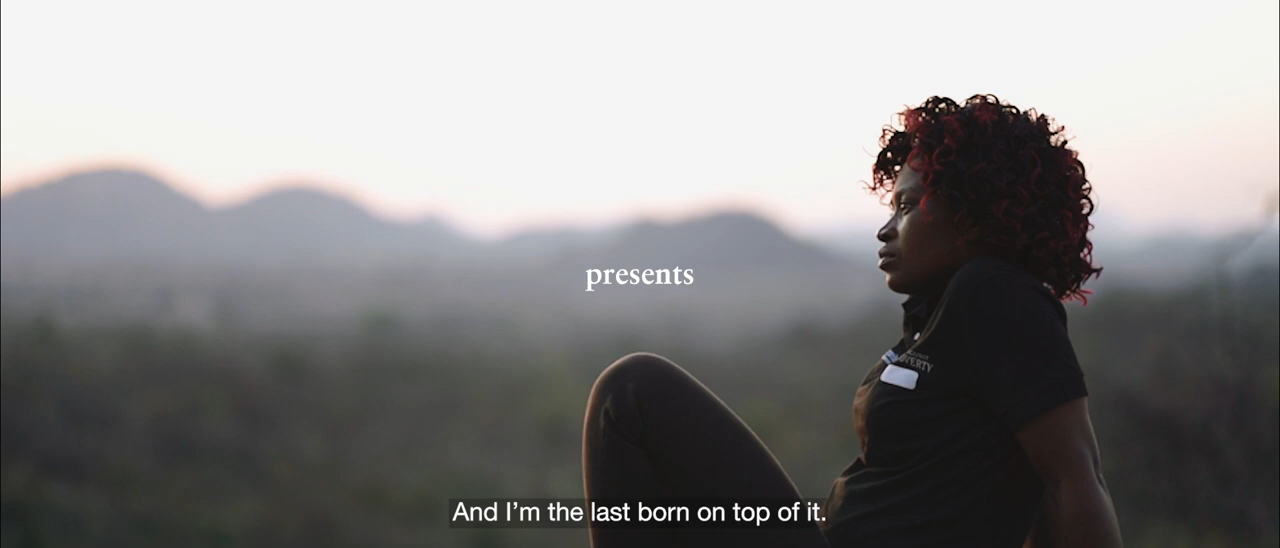 presents
And I'm the last born on top of it.